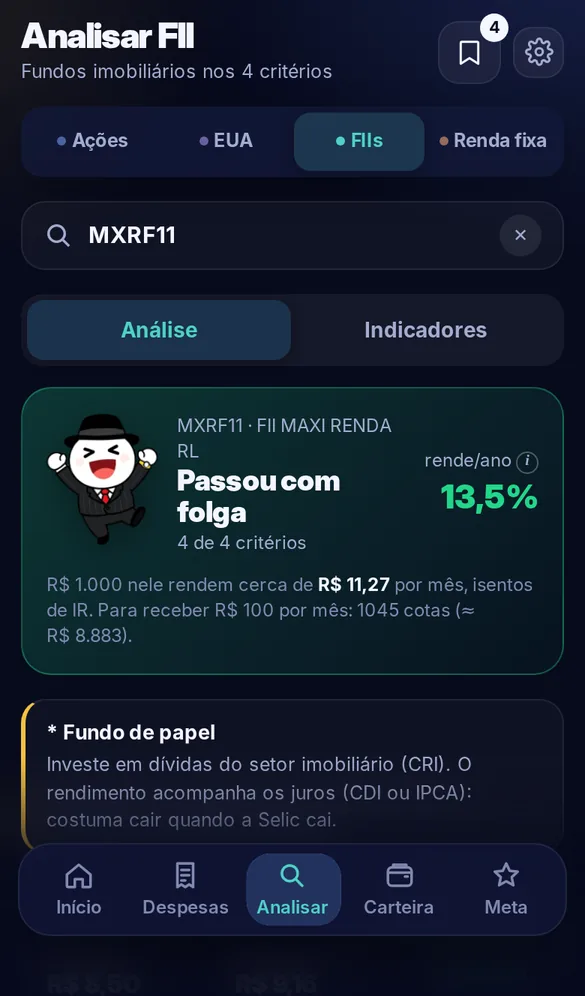 Analisar FII
4
Fundos imobiliários nos 4 critérios
Ações
EUA
FIIs
Renda fixa
MXRF11
Análise
Indicadores
MXRF11 · FII MAXI RENDA
RL
Passou com
folga
4 de 4 critérios
rende/ano i
13,5%
R$ 1.000 nele rendem cerca de R$ 11,27 por mês, isentos
de IR. Para receber R$ 100 por mês: 1045 cotas (≈
R$ 8.883).
* Fundo de papel
Investe em dívidas do setor imobiliário (CRI). O
rendimento acompanha os juros (CDI ou IPCA):
costuma cair quando a Selic cai.
Início
Despesas
Analisar
Carteira
Meta
R$ 8,50
R$ 9,16